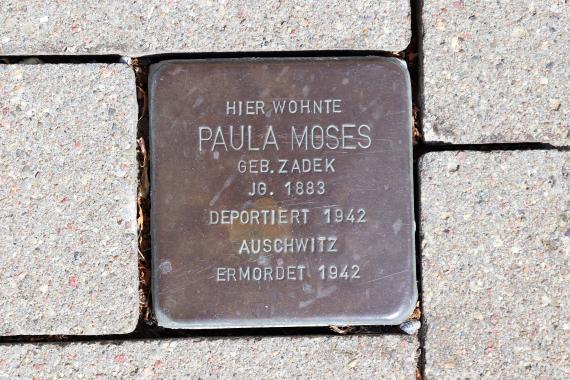 HIER WOHNTE
PAULA MOSES
GEB. ZADEK
JG. 1883
DEPORTIERT 1942
AUSCHWITZ
ERMORDET 1942